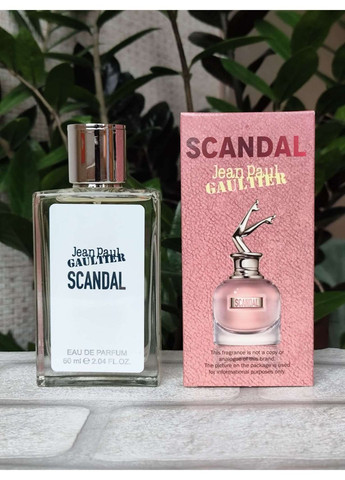 Jean Paul
GAULTIER
SCANDAL
EAU DE PARFUM
60 ml ℮ 2.04 FL. OZ.
SCANDAL
Jean Paul
GAULTIER
SCANDAL
This fragrance is not a copy or
analogue of this brand.
The picture on the package is used
for informational purposes only.